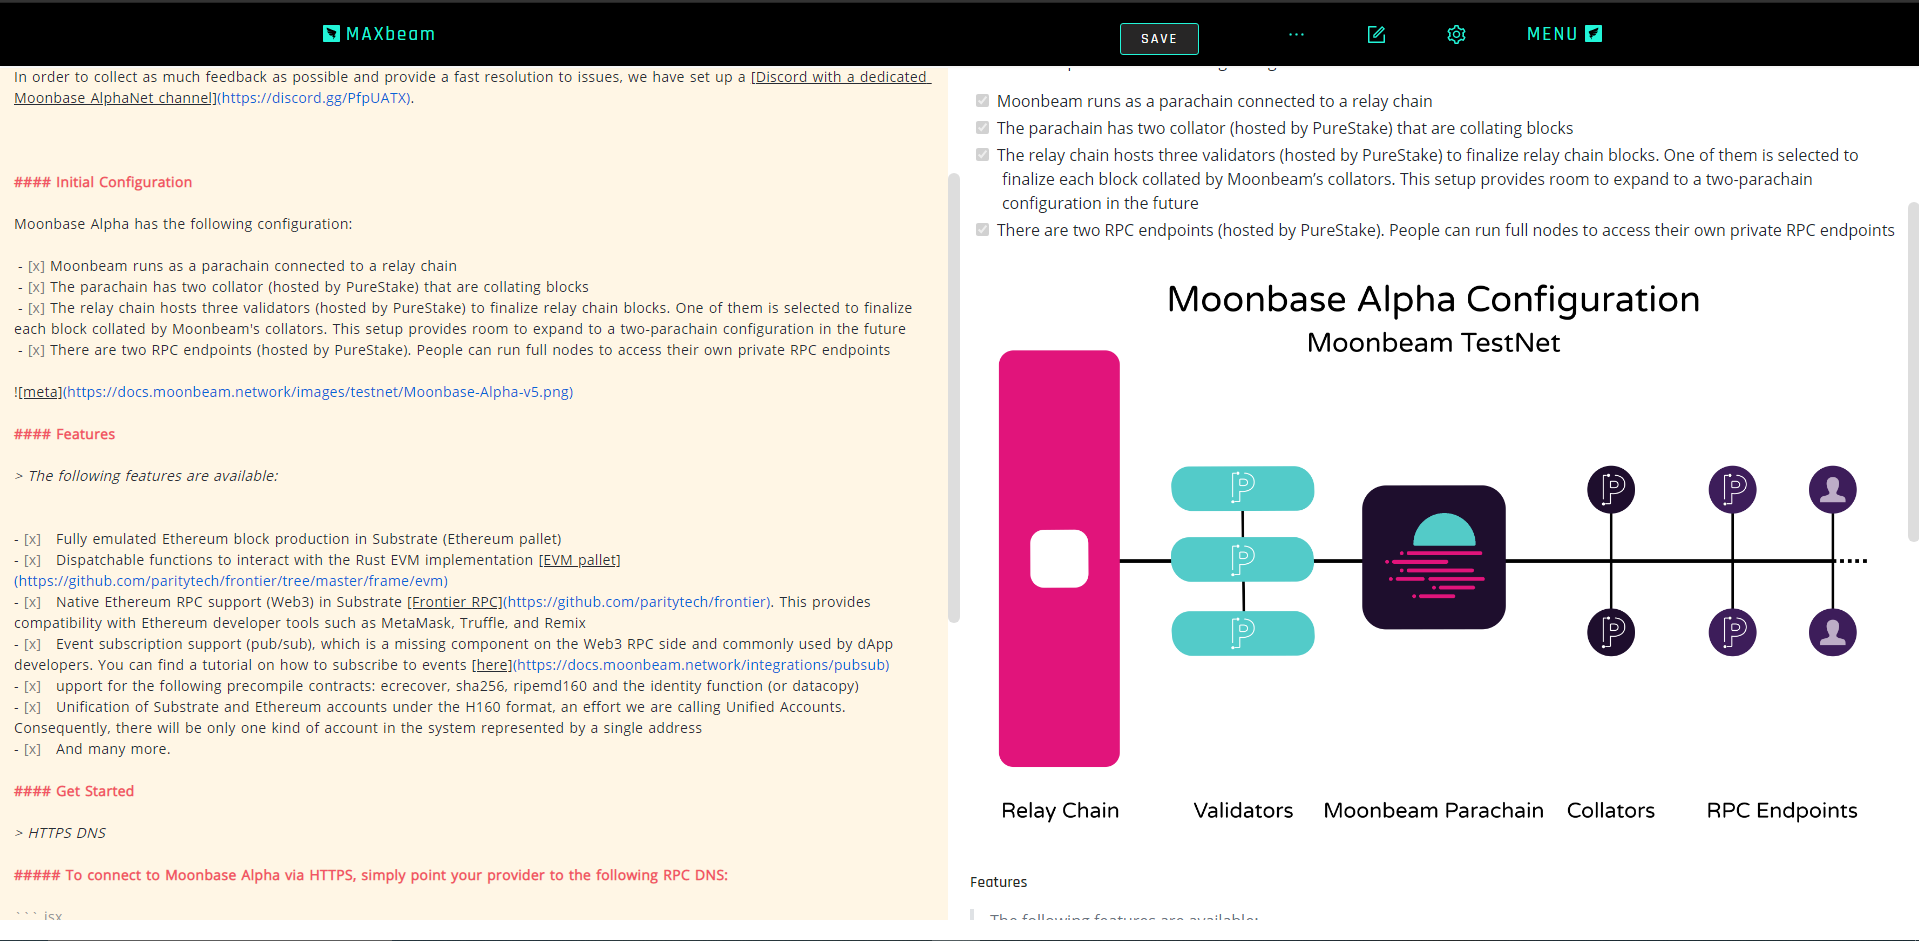 MAXbeam
SAVE
...
MENU
In order to collect as much feedback as possible and provide a fast resolution to issues, we have set up a [Discord with a dedicated
Moonbase AlphaNet channel](https://discord.gg/PfpUATX).
#### Initial Configuration
Moonbase Alpha has the following configuration:
- [x] Moonbeam runs as a parachain connected to a relay chain
- [x] The parachain has two collator (hosted by PureStake) that are collating blocks
- [x] The relay chain hosts three validators (hosted by PureStake) to finalize relay chain blocks. One of them is selected to finalize
each block collated by Moonbeam's collators. This setup provides room to expand to a two-parachain configuration in the future
- [x] There are two RPC endpoints (hosted by PureStake). People can run full nodes to access their own private RPC endpoints
![meta](https://docs.moonbeam.network/images/testnet/Moonbase-Alpha-v5.png)
#### Features
> The following features are available:
- [x] Fully emulated Ethereum block production in Substrate (Ethereum pallet)
- [x] Dispatchable functions to interact with the Rust EVM implementation [EVM pallet]
(https://github.com/paritytech/frontier/tree/master/frame/evm)
- [x] Native Ethereum RPC support (Web3) in Substrate [Frontier RPC](https://github.com/paritytech/frontier). This provides
compatibility with Ethereum developer tools such as MetaMask, Truffle, and Remix
- [x] Event subscription support (pub/sub), which is a missing component on the Web3 RPC side and commonly used by dApp
developers. You can find a tutorial on how to subscribe to events [here](https://docs.moonbeam.network/integrations/pubsub)
- [x] upport for the following precompile contracts: ecrecover, sha256, ripemd160 and the identity function (or datacopy)
- [x] Unification of Substrate and Ethereum accounts under the H160 format, an effort we are calling Unified Accounts.
Consequently, there will be only one kind of account in the system represented by a single address
- [x] And many more.
#### Get Started
> HTTPS DNS
##### To connect to Moonbase Alpha via HTTPS, simply point your provider to the following RPC DNS:
``` jsx
Moonbeam runs as a parachain connected to a relay chain
The parachain has two collator (hosted by PureStake) that are collating blocks
The relay chain hosts three validators (hosted by PureStake) to finalize relay chain blocks. One of them is selected to
finalize each block collated by Moonbeam’s collators. This setup provides room to expand to a two-parachain
configuration in the future
There are two RPC endpoints (hosted by PureStake). People can run full nodes to access their own private RPC endpoints
Moonbase Alpha Configuration
Moonbeam TestNet
P
P
P
P
P
P
P
Relay Chain
Validators
Moonbeam Parachain
Collators
RPC Endpoints
Features
The following features are available: